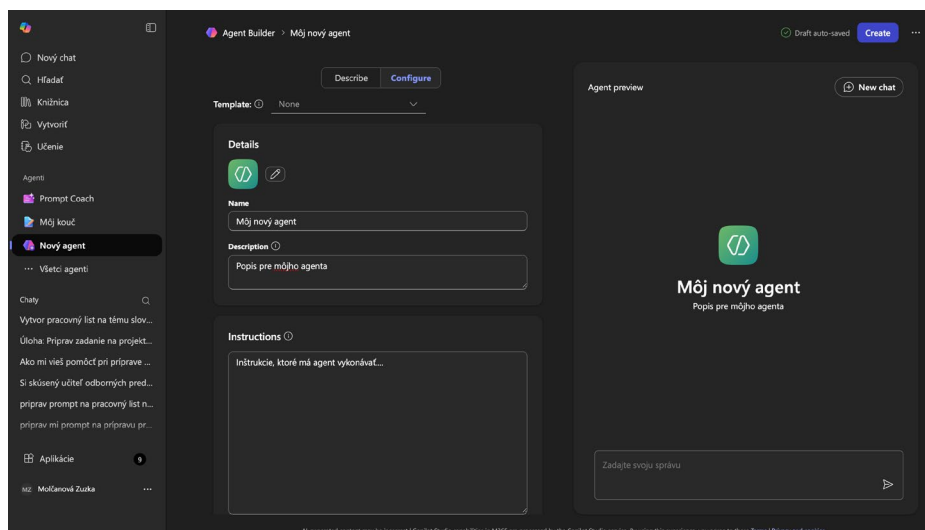 Nový chat
Hľadať
Knižnica
Vytvoriť
Učenie
Agenti
Prompt Coach
Môj kouč
Nový agent
Všetci agenti
Chaty
Vytvor pracovný list na tému slov...
Úloha: Priprav zadanie na projekt...
Ako mi vieš pomôcť pri príprave ...
Si skúsený učiteľ odborných pred...
priprav prompt na pracovný list n...
priprav mi prompt na prípravu pr...
Aplikácie 9
MZ Molčanová Zuzka
Agent Builder > Môj nový agent
Draft auto-saved Create
Describe Configure
Template: None
Details
Name
Môj nový agent
Description
Popis pre môjho agenta
Instructions
Inštrukcie, ktoré má agent vykonávať...
Agent preview New chat
Môj nový agent
Popis pre môjho agenta
Zadajte svoju správu